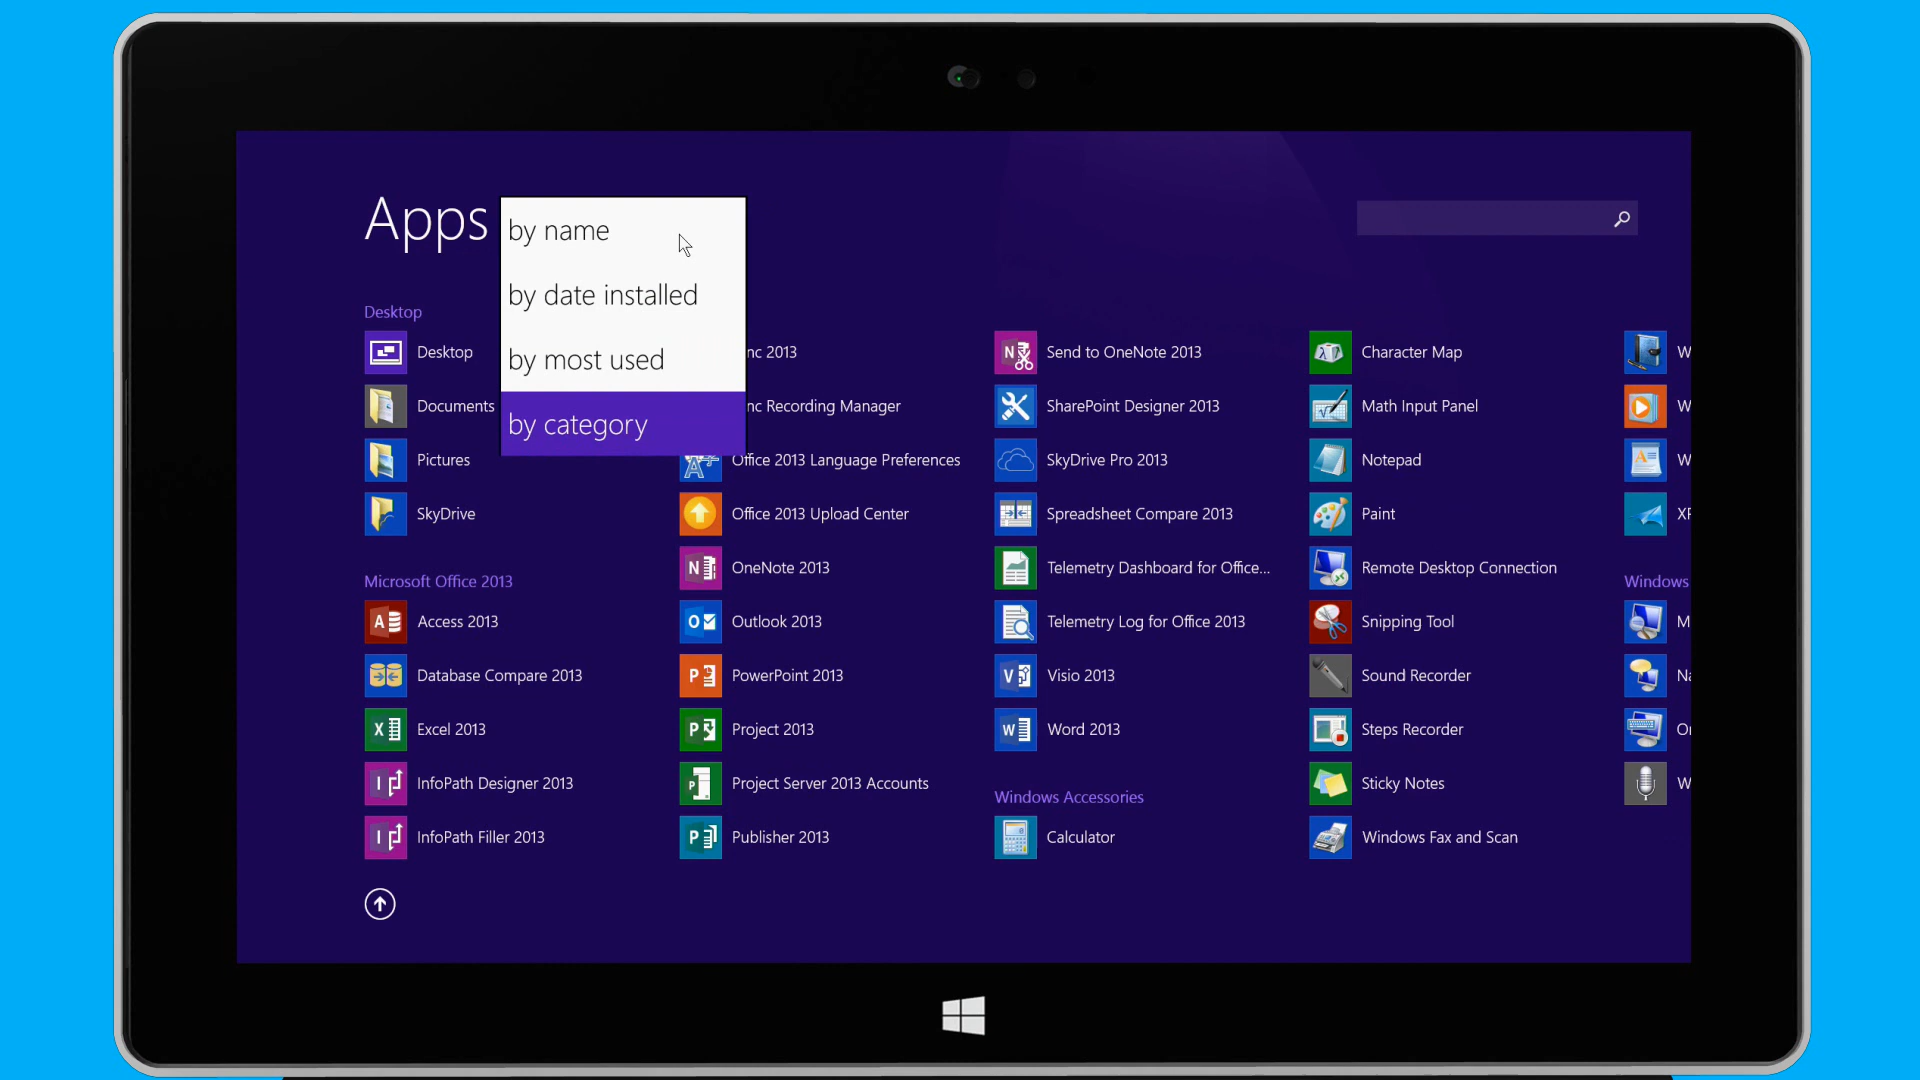 Apps
by name
by date installed
by most used
by category
Desktop
Desktop
Documents
Pictures
SkyDrive
Microsoft Office 2013
Access 2013
Database Compare 2013
Excel 2013
InfoPath Designer 2013
InfoPath Filler 2013
2013
Recording Manager
Office 2013 Language Preferences
Office 2013 Upload Center
OneNote 2013
Outlook 2013
PowerPoint 2013
Project 2013
Project Server 2013 Accounts
Publisher 2013
Send to OneNote 2013
SharePoint Designer 2013
SkyDrive Pro 2013
Spreadsheet Compare 2013
Telemetry Dashboard for Office...
Telemetry Log for Office 2013
Visio 2013
Word 2013
Windows Accessories
Calculator
Character Map
Math Input Panel
Notepad
Paint
Remote Desktop Connection
Snipping Tool
Sound Recorder
Steps Recorder
Sticky Notes
Windows Fax and Scan
Windows